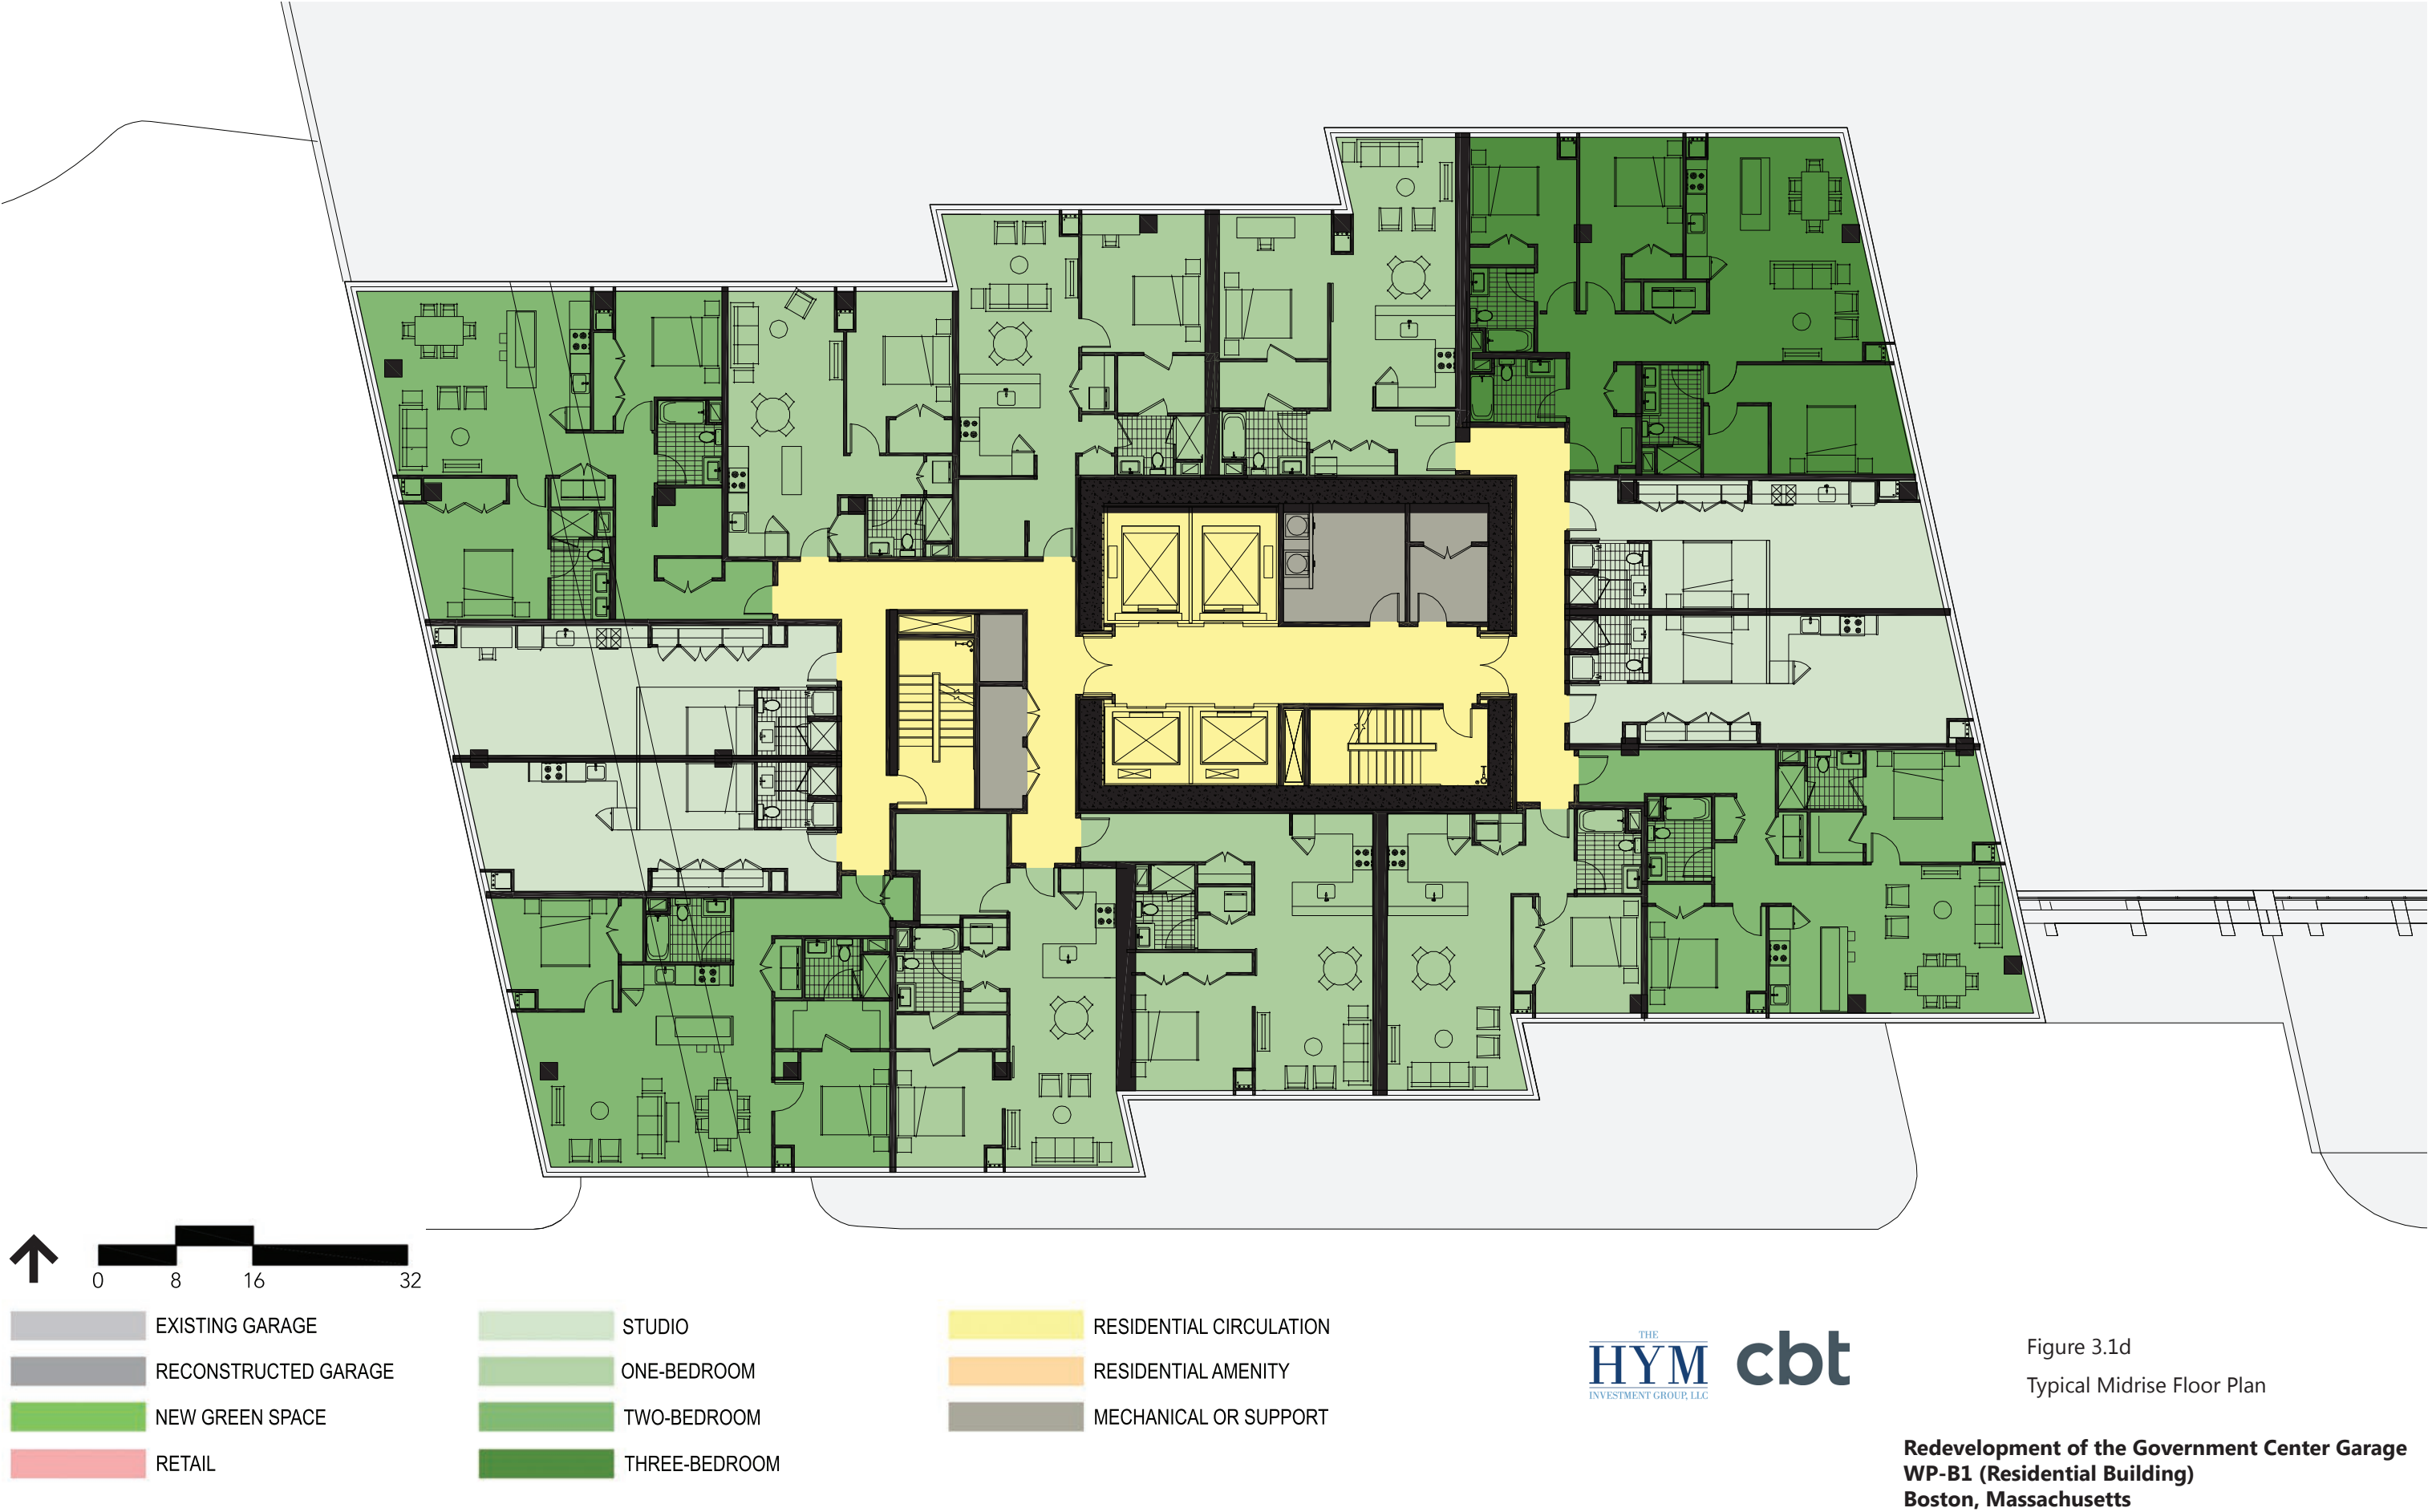 0 8 16 32
EXISTING GARAGE
RECONSTRUCTED GARAGE
NEW GREEN SPACE
RETAIL
STUDIO
ONE-BEDROOM
TWO-BEDROOM
THREE-BEDROOM
RESIDENTIAL CIRCULATION
RESIDENTIAL AMENITY
MECHANICAL OR SUPPORT
THE
HYM
INVESTMENT GROUP, LLC
cbt
Figure 3.1d
Typical Midrise Floor Plan
Redevelopment of the Government Center Garage
WP-B1 (Residential Building)
Boston, Massachusetts